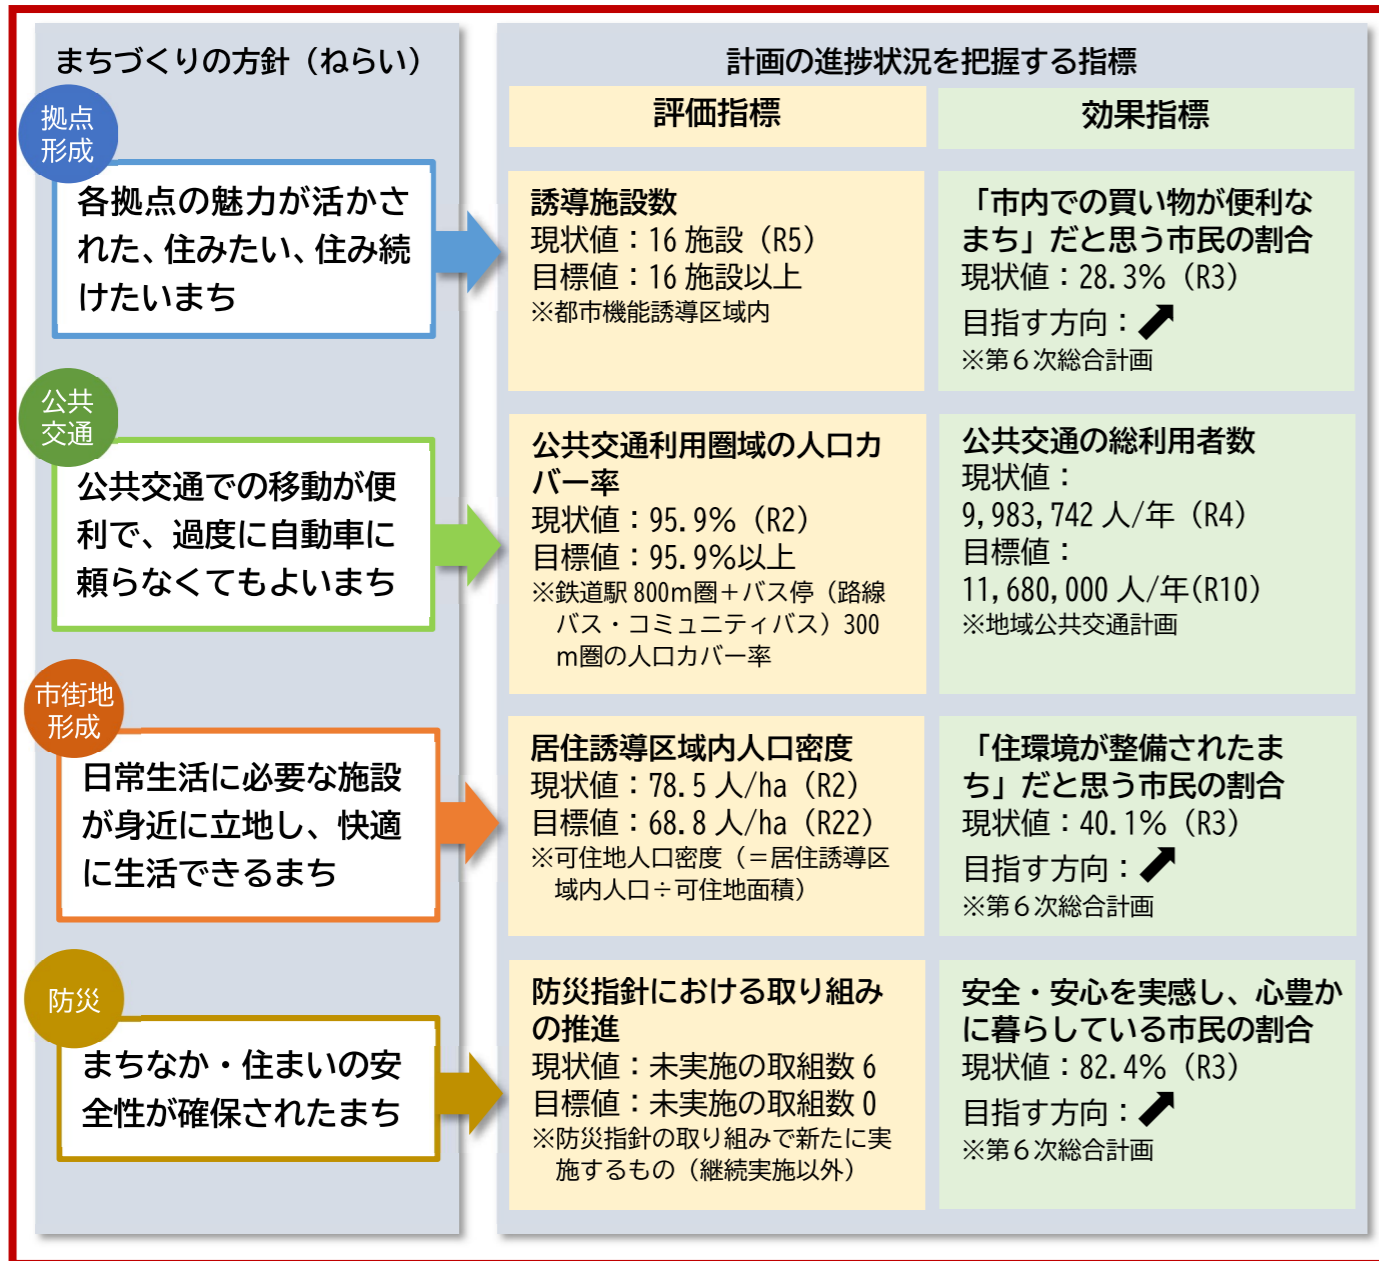 まちづくりの方針（ねらい）
計画の進捗状況を把握する指標
評価指標
効果指標
拠点
形成
各拠点の魅力が活かさ
れた、住みたい、住み続
けたいまち
誘導施設数
現状値：16 施設（R5）
目標値：16 施設以上
※都市機能誘導区域内
「市内での買い物が便利な
まち」だと思う市民の割合
現状値：28.3%（R3）
目指す方向：➚
※第６次総合計画
公共
交通
公共交通での移動が便
利で、過度に自動車に
頼らなくてもよいまち
公共交通利用圏域の人口カ
バー率
現状値：95.9%（R2）
目標値：95.9%以上
※鉄道駅 800ｍ圏＋バス停（路線
バス・コミュニティバス）300
ｍ圏の人口カバー率
公共交通の総利用者数
現状値：
9,983,742 人/年（R4）
目標値：
11,680,000 人/年(R10)
※地域公共交通計画
市街地
形成
日常生活に必要な施設
が身近に立地し、快適
に生活できるまち
居住誘導区域内人口密度
現状値：78.5 人/ha（R2）
目標値：68.8 人/ha（R22）
※可住地人口密度（＝居住誘導区
域内人口÷可住地面積）
「住環境が整備されたま
ち」だと思う市民の割合
現状値：40.1%（R3）
目指す方向：➚
※第６次総合計画
防災
まちなか・住まいの安
全性が確保されたまち
防災指針における取り組み
の推進
現状値：未実施の取組数 6
目標値：未実施の取組数 0
※防災指針の取り組みで新たに実
施するもの（継続実施以外）
安全・安心を実感し、心豊か
に暮らしている市民の割合
現状値：82.4%（R3）
目指す方向：➚
※第６次総合計画